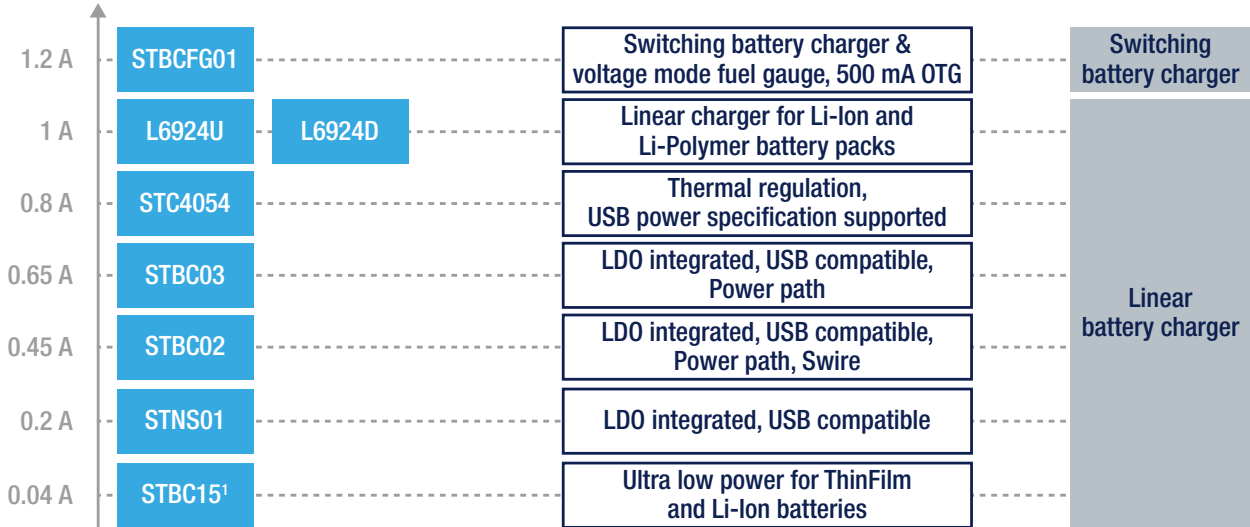 1.2 A
STBCFG01
Switching battery charger &
voltage mode fuel gauge, 500 mA OTG
Switching
battery charger
1 A
L6924U
L6924D
Linear charger for Li-Ion and
Li-Polymer battery packs
0.8 A
STC4054
Thermal regulation,
USB power specification supported
0.65 A
STBC03
LDO integrated, USB compatible,
Power path
Linear
battery charger
0.45 A
STBC02
LDO integrated, USB compatible,
Power path, Swire
0.2 A
STNS01
LDO integrated, USB compatible
0.04 A
STBC15¹
Ultra low power for ThinFilm
and Li-Ion batteries